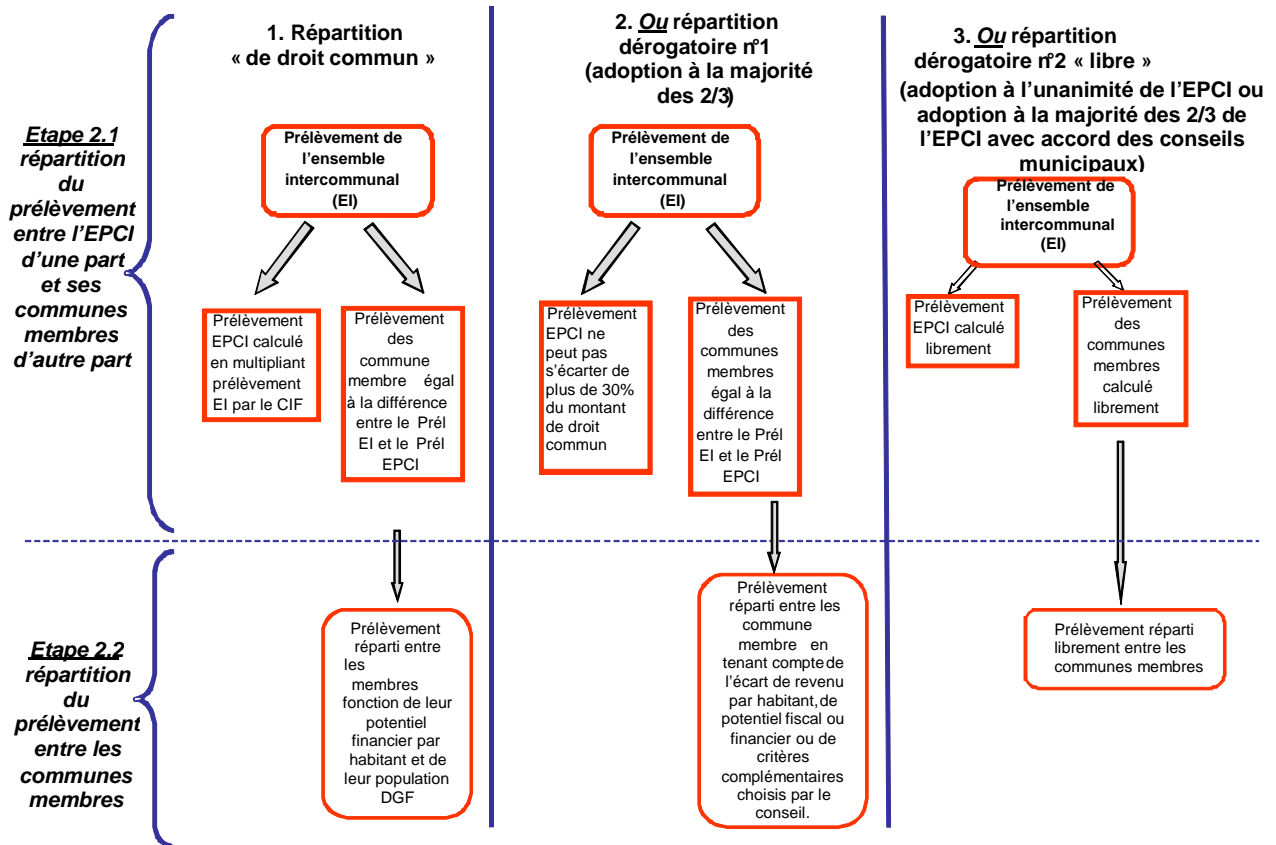 1. Répartition
« de droit commun »
2. Ou répartition
dérogatoire n°1
(adoption à la majorité
des 2/3)
3. Ou répartition
dérogatoire n°2 « libre »
(adoption à l'unanimité de l'EPCI ou
adoption à la majorité des 2/3 de
l'EPCI avec accord des conseils
municipaux)
Etape 2.1
répartition
du
prélèvement
entre l'EPCI
d'une part
et ses
communes
membres
d'autre part
Prélèvement de
l'ensemble
intercommunal
(EI)
Prélèvement
EPCI calculé
en multipliant
prélèvement
EI par le CIF
Prélèvement
des
commune
membre égal
à la différence
entre le Prél
EI et le Prél
EPCI
Prélèvement de
l'ensemble
intercommunal
(EI)
Prélèvement
EPCI ne
peut pas
s'écarter de
plus de 30%
du montant
de droit
commun
Prélèvement
des
communes
membres
égal à la
différence
entre le Prél
EI et le Prél
EPCI
Prélèvement de
l'ensemble
intercommunal
(EI)
Prélèvement
EPCI calculé
librement
Prélèvement
des
communes
membres
calculé
librement
Etape 2.2
répartition
du
prélèvement
entre les
communes
membres
Prélèvement
réparti entre
les
membres
fonction de leur
potentiel
financier par
habitant et de
leur population
DGF
Prélèvement
réparti entre les
commune
membre en
tenant compte de
l'écart de revenu
par habitant, de
potentiel fiscal ou
financier ou de
critères
complémentaires
choisis par le
conseil.
Prélèvement réparti
librement entre les
communes membres